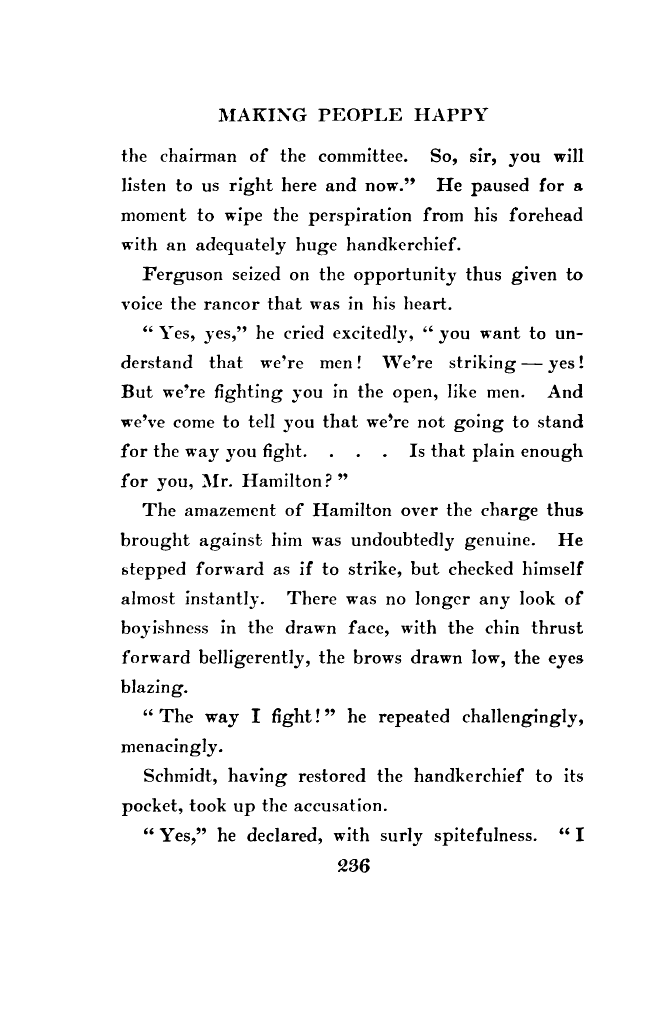 MAKING PEOPLE HAPPY
the chairman of the committee. So, sir, you will
listen to us right here and now.” He paused for a
moment to wipe the perspiration from his forehead
with an adequately huge handkerchief.
Ferguson seized on the opportunity thus given to
voice the rancor that was in his heart.
“ Yes, yes,” he cried excitedly, “ you want to un-
derstand that we’re men! We’re striking — yes!
But we’re fighting you in the open, like men. And
we’ve come to tell you that we’re not going to stand
for the way you fight. . . . Is that plain enough
for you, Mr. Hamilton? ”
The amazement of Hamilton over the charge thus
brought against him was undoubtedly genuine. He
stepped forward as if to strike, but checked himself
almost instantly. There was no longer any look of
boyishness in the drawn face, with the chin thrust
forward belligerently, the brows drawn low, the eyes
blazing.
“ The way I fight! ” he repeated challengingly,
menacingly.
Schmidt, having restored the handkerchief to its
pocket, took up the accusation.
“ Yes,” he declared, with surly spitefulness. “ I
236